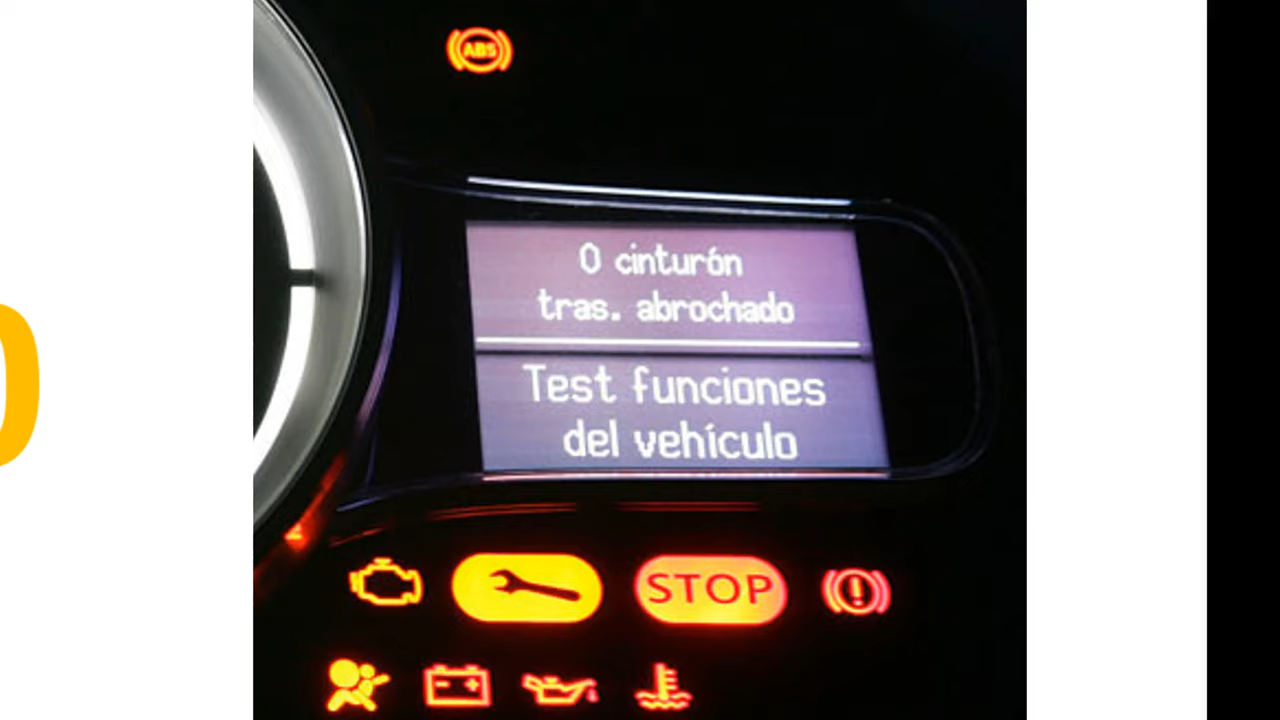 ABS
0 cinturón
tras. abrochado
Test funciones
del vehículo
STOP